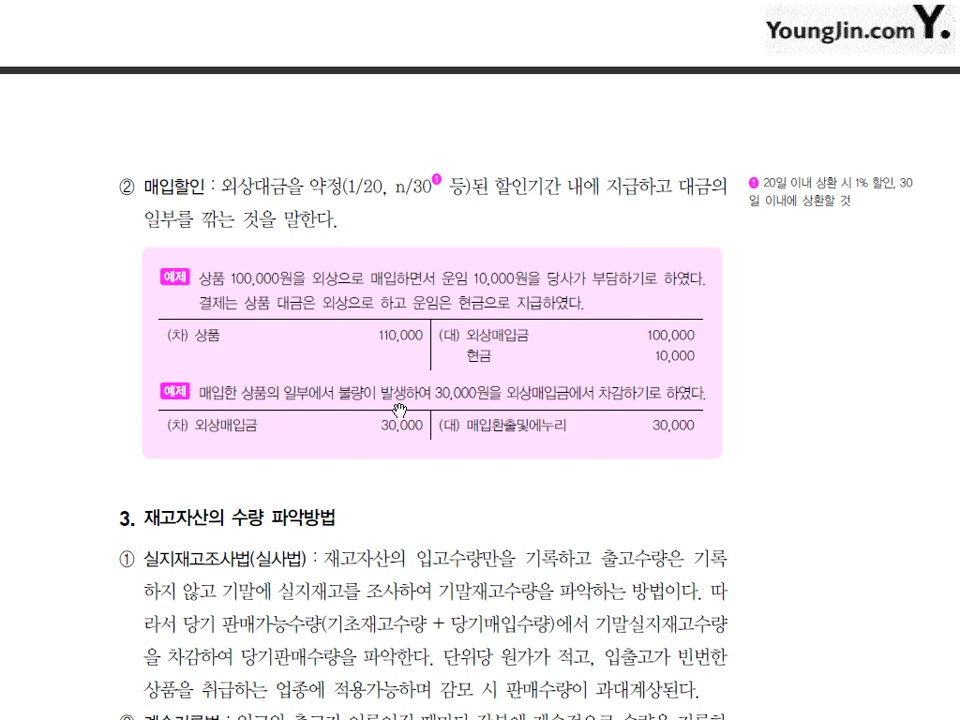 YoungJin.com Y.
② 매입할인 : 외상대금을 약정(1/20, n/30❶ 등)된 할인기간 내에 지급하고 대금의
일부를 깎는 것을 말한다.
❶ 20일 이내 상환 시 1% 할인, 30
일 이내에 상환할 것
예제 상품 100,000원을 외상으로 매입하면서 운임 10,000원을 당사가 부담하기로 하였다.
결제는 상품 대금은 외상으로 하고 운임은 현금으로 지급하였다.
(차) 상품 110,000 (대) 외상매입금 100,000
현금 10,000
예제 매입한 상품의 일부에서 불량이 발생하여 30,000원을 외상매입금에서 차감하기로 하였다.
(차) 외상매입금 30,000 (대) 매입환출및에누리 30,000
3. 재고자산의 수량 파악방법
① 실지재고조사법(실사법) : 재고자산의 입고수량만을 기록하고 출고수량은 기록
하지 않고 기말에 실지재고를 조사하여 기말재고수량을 파악하는 방법이다. 따
라서 당기 판매가능수량(기초재고수량 + 당기매입수량)에서 기말실지재고수량
을 차감하여 당기판매수량을 파악한다. 단위당 원가가 적고, 입출고가 빈번한
상품을 취급하는 업종에 적용가능하며 감모 시 판매수량이 과대계상된다.